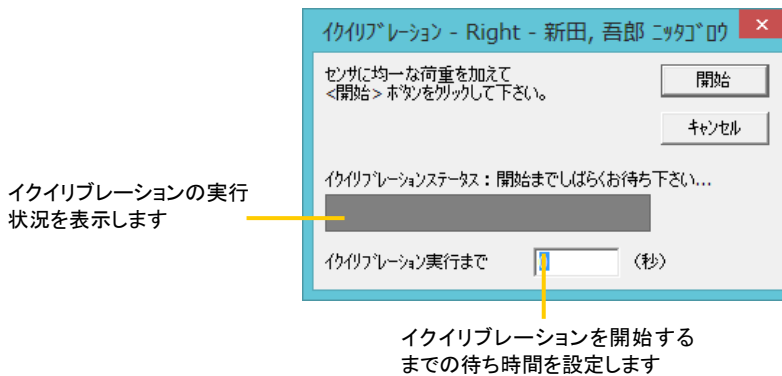 ｲｸｲﾘﾌﾞﾚｰｼｮﾝ - Right - 新田, 吾郎 ﾆｯﾀｺﾞﾛｳ
ｾﾝｻに均一な荷重を加えて
<開始> ﾎﾞﾀﾝをｸﾘｯｸして下さい。
開始
ｷｬﾝｾﾙ
ｲｸｲﾘﾌﾞﾚｰｼｮﾝｽﾃｰﾀｽ：開始までしばらくお待ち下さい...
イクイリブレーションの実行
状況を表示します
ｲｸｲﾘﾌﾞﾚｰｼｮﾝ実行まで （秒）
イクイリブレーションを開始する
までの待ち時間を設定します